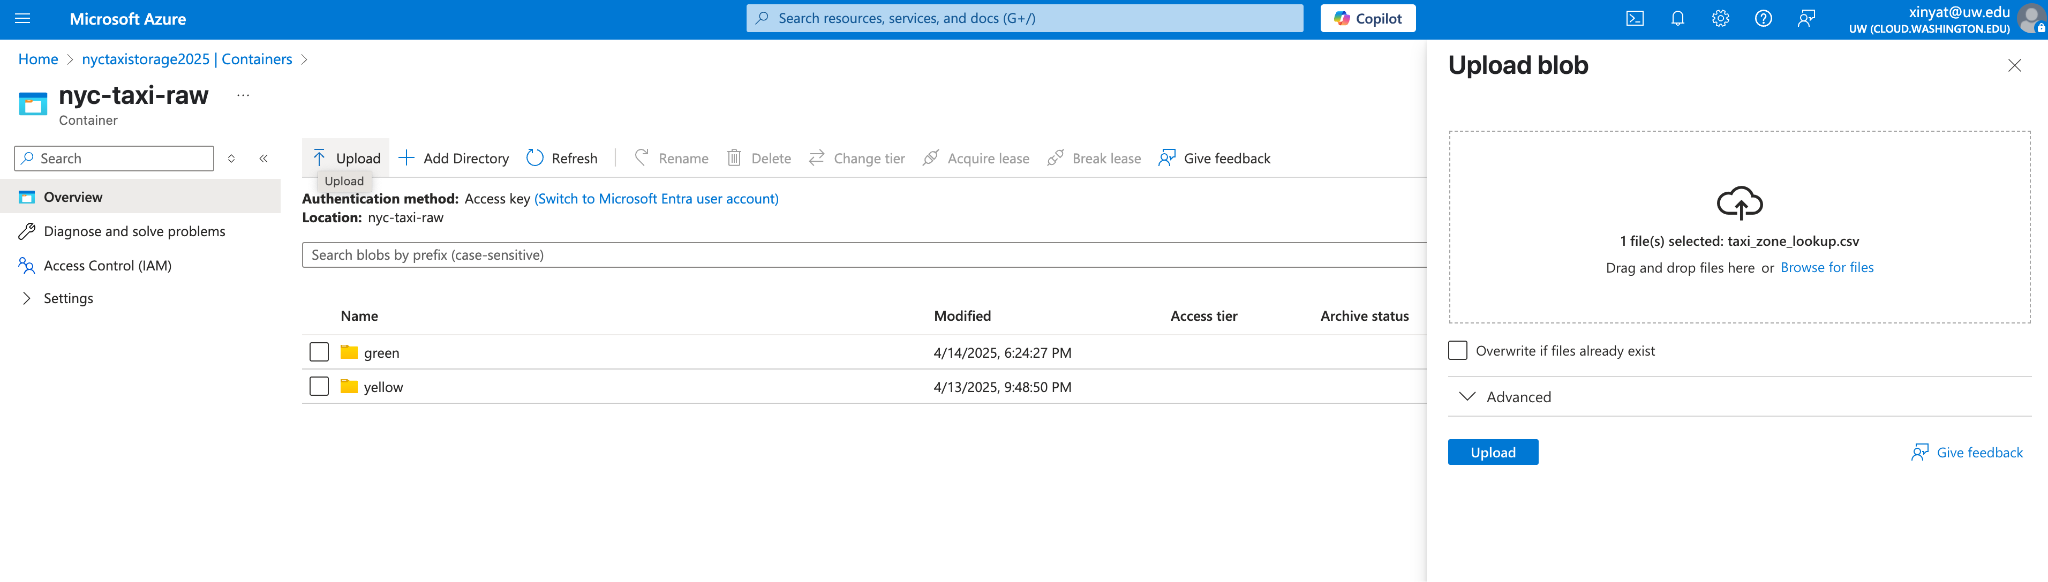 Microsoft Azure
Search resources, services, and docs (G+/)
Copilot
xinyat@uw.edu
UW (CLOUD.WASHINGTON.EDU)
Home > nyctaxistorage2025 | Containers >
nyc-taxi-raw ...
Container
Search
Overview
Diagnose and solve problems
Access Control (IAM)
Settings
Upload
Add Directory
Refresh
Rename
Delete
Change tier
Acquire lease
Break lease
Give feedback
Upload
Authentication method: Access key (Switch to Microsoft Entra user account)
Location: nyc-taxi-raw
Search blobs by prefix (case-sensitive)
Name Modified Access tier Archive status
green 4/14/2025, 6:24:27 PM
yellow 4/13/2025, 9:48:50 PM
Upload blob
1 file(s) selected: taxi_zone_lookup.csv
Drag and drop files here or Browse for files
Overwrite if files already exist
Advanced
Upload
Give feedback